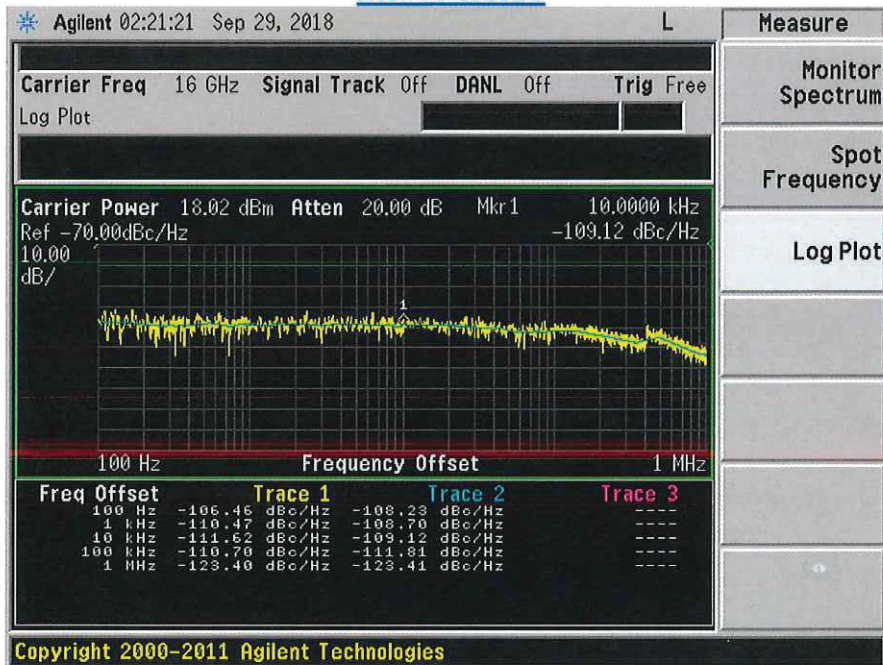 Agilent 02:21:21 Sep 29, 2018 L
Measure
Monitor
Spectrum
Spot
Frequency
Log Plot
Carrier Freq 16 GHz Signal Track Off DANL Off Trig Free
Log Plot
Carrier Power 18.02 dBm Atten 20.00 dB Mkr1 10.0000 kHz
Ref -70.00dBc/Hz -109.12 dBc/Hz
10.00
dB/
1
100 Hz Frequency Offset 1 MHz
Freq Offset Trace 1 Trace 2 Trace 3
100 Hz -106.46 dBc/Hz -108.23 dBc/Hz ----
1 kHz -110.47 dBc/Hz -108.70 dBc/Hz ----
10 kHz -111.62 dBc/Hz -109.12 dBc/Hz ----
100 kHz -110.70 dBc/Hz -111.81 dBc/Hz ----
1 MHz -123.40 dBc/Hz -123.41 dBc/Hz ----
Copyright 2000-2011 Agilent Technologies